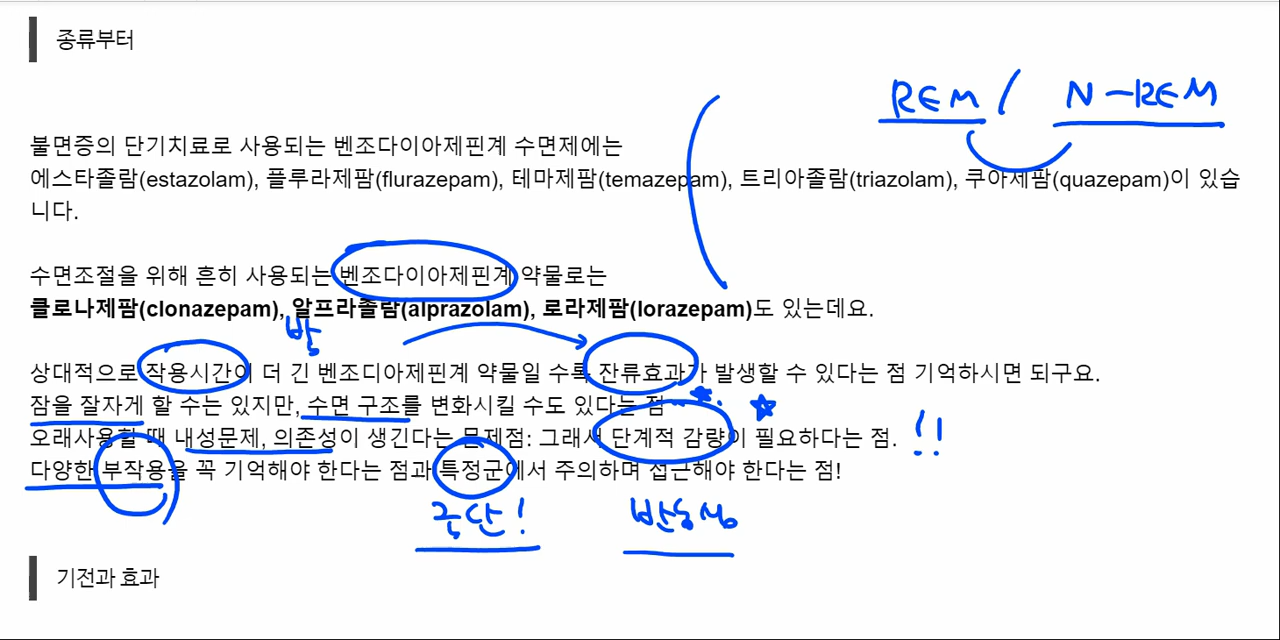 종류부터
REM / N-REM
불면증의 단기치료로 사용되는 벤조다이아제핀계 수면제에는
에스타졸람(estazolam), 플루라제팜(flurazepam), 테마제팜(temazepam), 트리아졸람(triazolam), 쿠아제팜(quazepam)이 있습
니다.
수면조절을 위해 흔히 사용되는 벤조다이아제핀계 약물로는
클로나제팜(clonazepam), 알프라졸람(alprazolam), 로라제팜(lorazepam)도 있는데요.
밤
상대적으로 작용시간이 더 긴 벤조디아제핀계 약물일 수록 잔류효과가 발생할 수 있다는 점 기억하시면 되구요.
잠을 잘자게 할 수는 있지만, 수면 구조를 변화시킬 수도 있다는 점
오래사용할 때 내성문제, 의존성이 생긴다는 문제점: 그래서 단계적 감량이 필요하다는 점. !!
다양한 부작용을 꼭 기억해야 한다는 점과 특정군에서 주의하며 접근해야 한다는 점!
중단! 반동성
기전과 효과